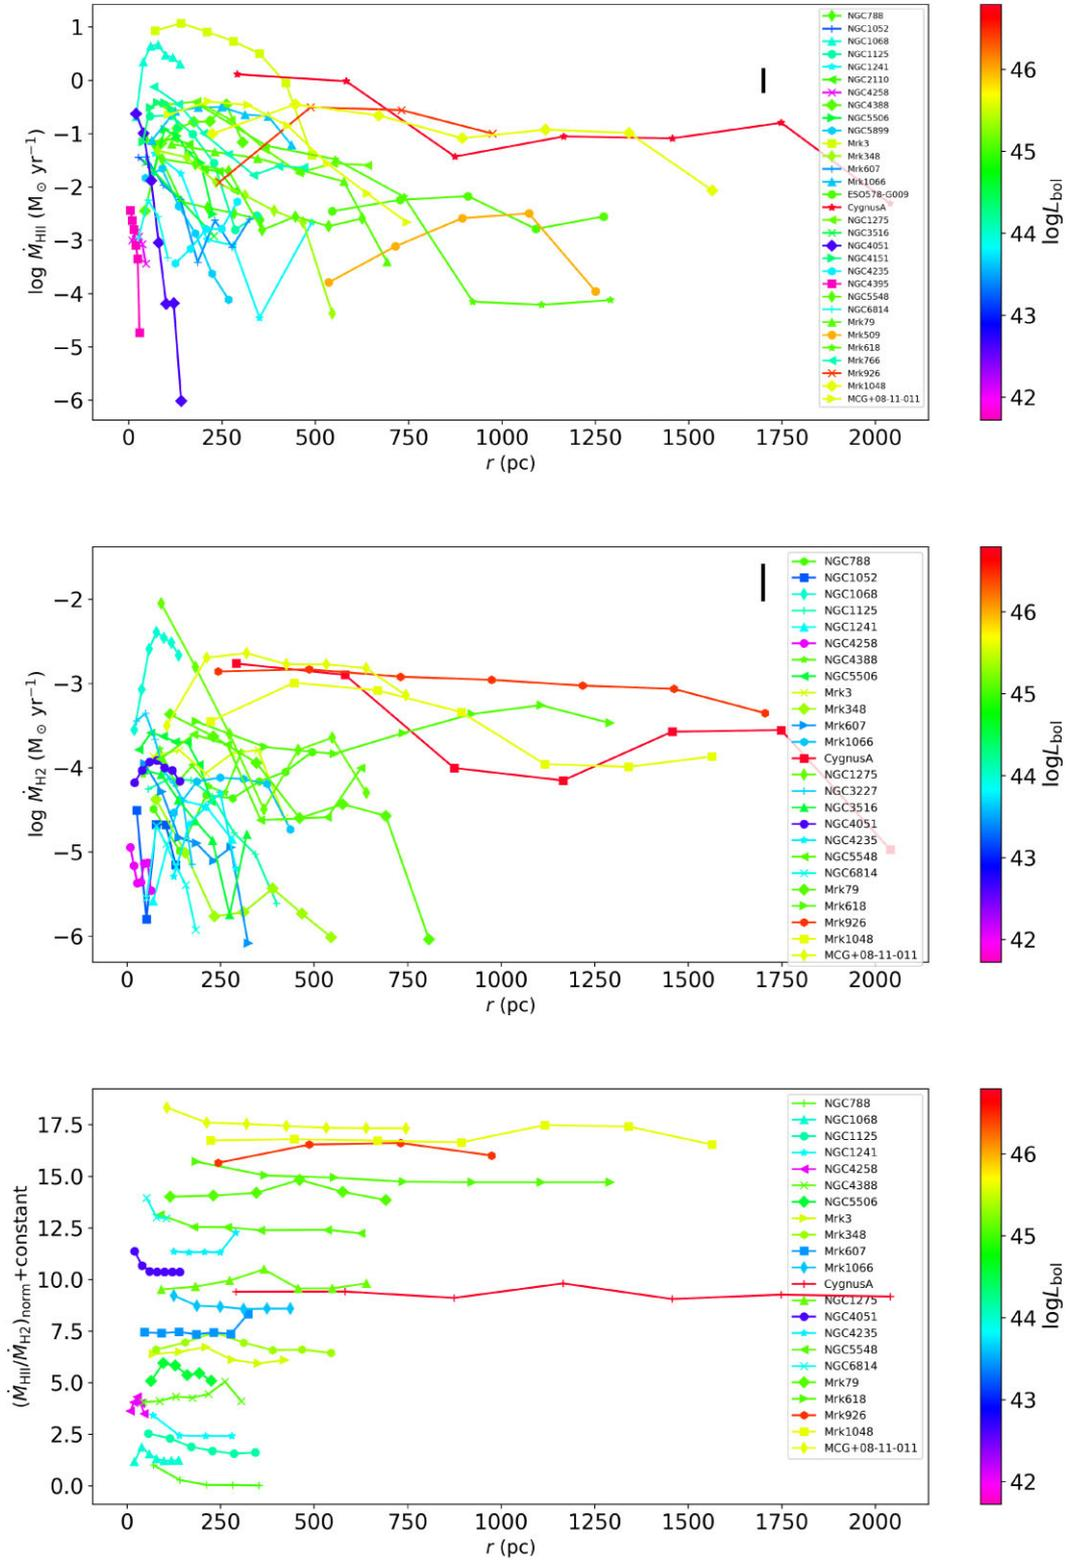 log ṀHII (M⊙ yr−1)
1
0
−1
−2
−3
−4
−5
−6
0 250 500 750 1000 1250 1500 1750 2000
r (pc)
NGC788
NGC1052
NGC1068
NGC1125
NGC1241
NGC2110
NGC4258
NGC4388
NGC5506
NGC5899
Mrk3
Mrk348
Mrk607
Mrk1066
ESO578-G009
CygnusA
NGC1275
NGC3516
NGC4051
NGC4151
NGC4235
NGC4395
NGC5548
NGC6814
Mrk79
Mrk509
Mrk618
Mrk766
Mrk926
Mrk1048
MCG+08-11-011
46
45
44
43
42
logLbol
log ṀH2 (M⊙ yr−1)
−2
−3
−4
−5
−6
0 250 500 750 1000 1250 1500 1750 2000
r (pc)
NGC788
NGC1052
NGC1068
NGC1125
NGC1241
NGC4258
NGC4388
NGC5506
Mrk3
Mrk348
Mrk607
Mrk1066
CygnusA
NGC1275
NGC3227
NGC3516
NGC4051
NGC4235
NGC5548
NGC6814
Mrk79
Mrk618
Mrk926
Mrk1048
MCG+08-11-011
46
45
44
43
42
logLbol
(ṀHII/ṀH2)norm+constant
17.5
15.0
12.5
10.0
7.5
5.0
2.5
0.0
0 250 500 750 1000 1250 1500 1750 2000
r (pc)
NGC788
NGC1068
NGC1125
NGC1241
NGC4258
NGC4388
NGC5506
Mrk3
Mrk348
Mrk607
Mrk1066
CygnusA
NGC1275
NGC4051
NGC4235
NGC5548
NGC6814
Mrk79
Mrk618
Mrk926
Mrk1048
MCG+08-11-011
46
45
44
43
42
logLbol